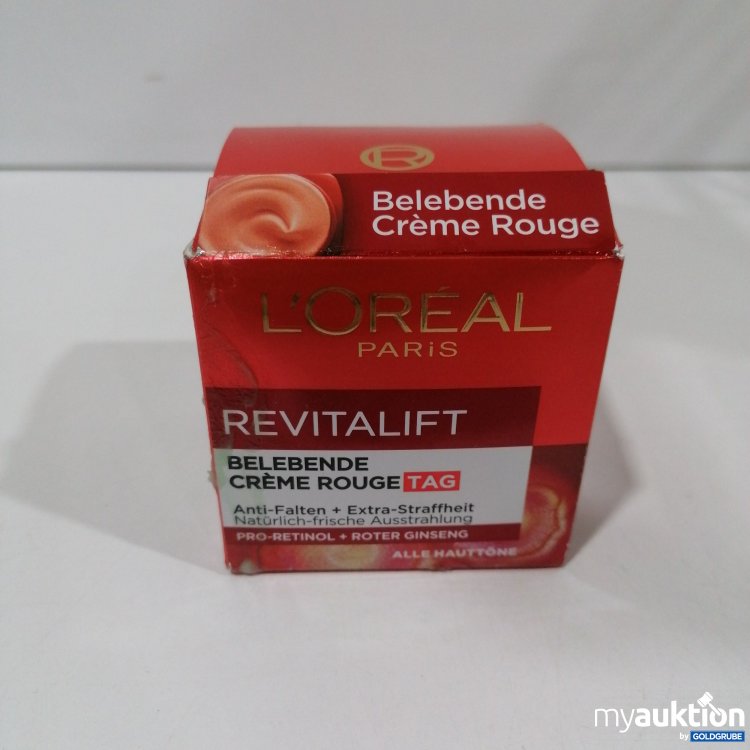 Belebende
Crème Rouge
L'ORÉAL
PARiS
REVITALIFT
BELEBENDE
CRÈME ROUGE TAG
Anti-Falten + Extra-Straffheit
Natürlich-frische Ausstrahlung
PRO-RETINOL + ROTER GINSENG
ALLE HAUTTÖNE
myauktion
by GOLDGRUBE